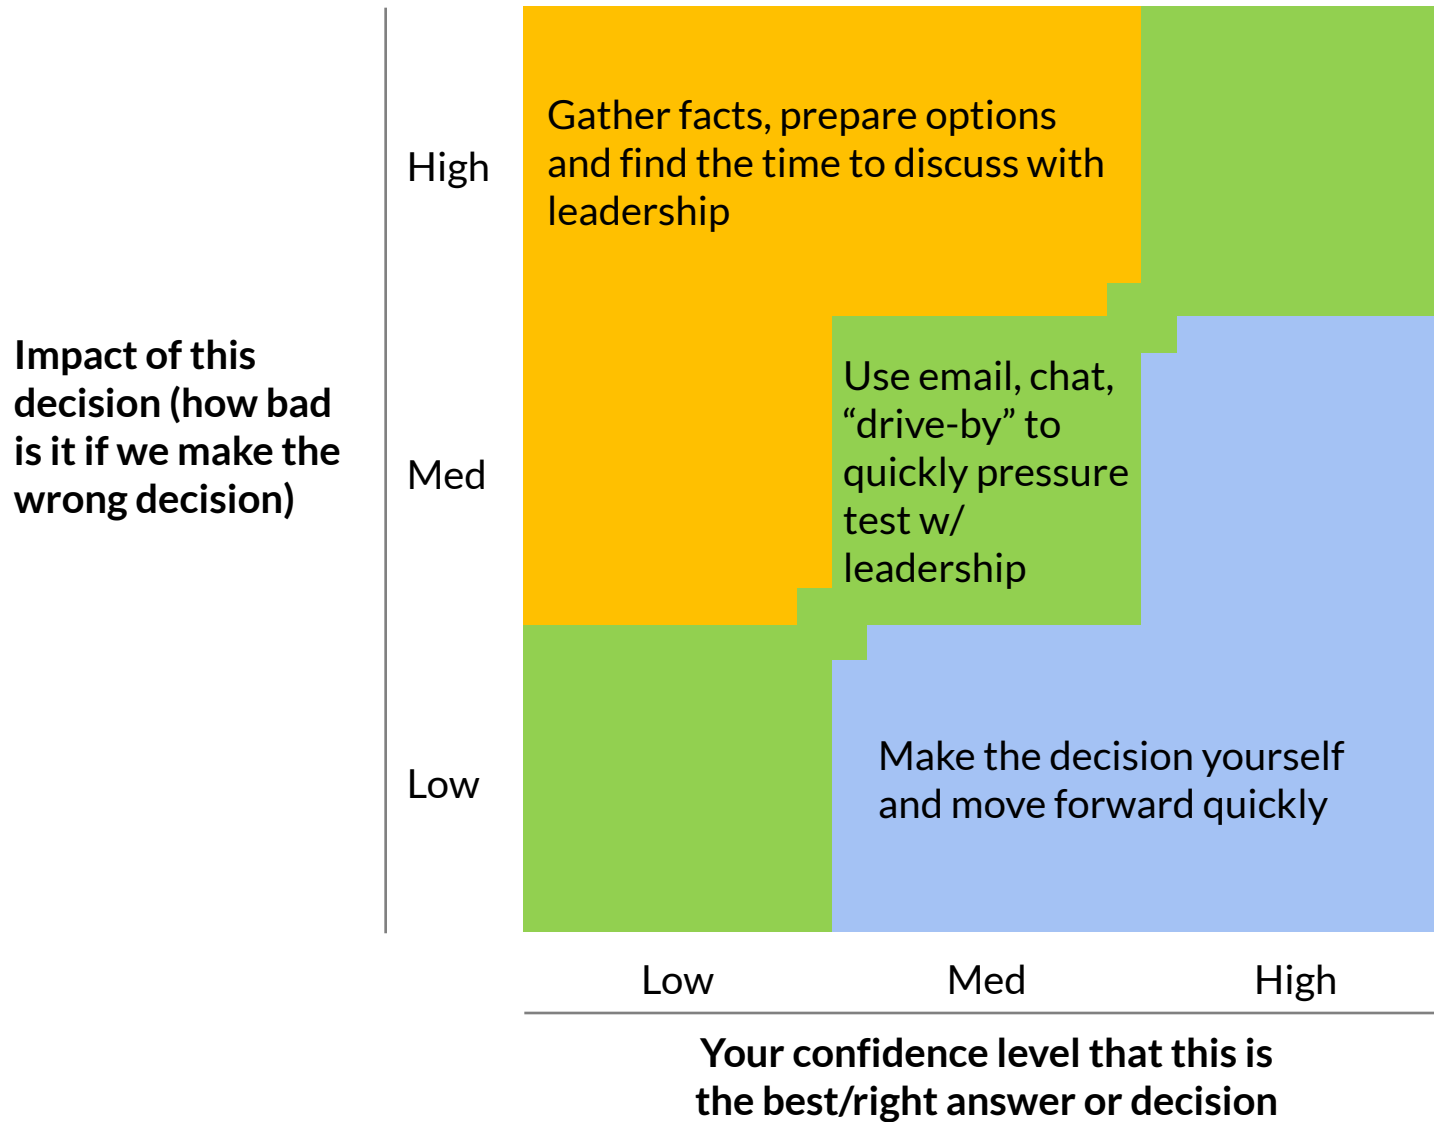 Gather facts, prepare options
and find the time to discuss with
leadership
High
Impact of this
decision (how bad
is it if we make the
wrong decision)
Med
Use email, chat,
“drive-by” to
quickly pressure
test w/
leadership
Low
Make the decision yourself
and move forward quickly
Low
Med
High
Your confidence level that this is
the best/right answer or decision